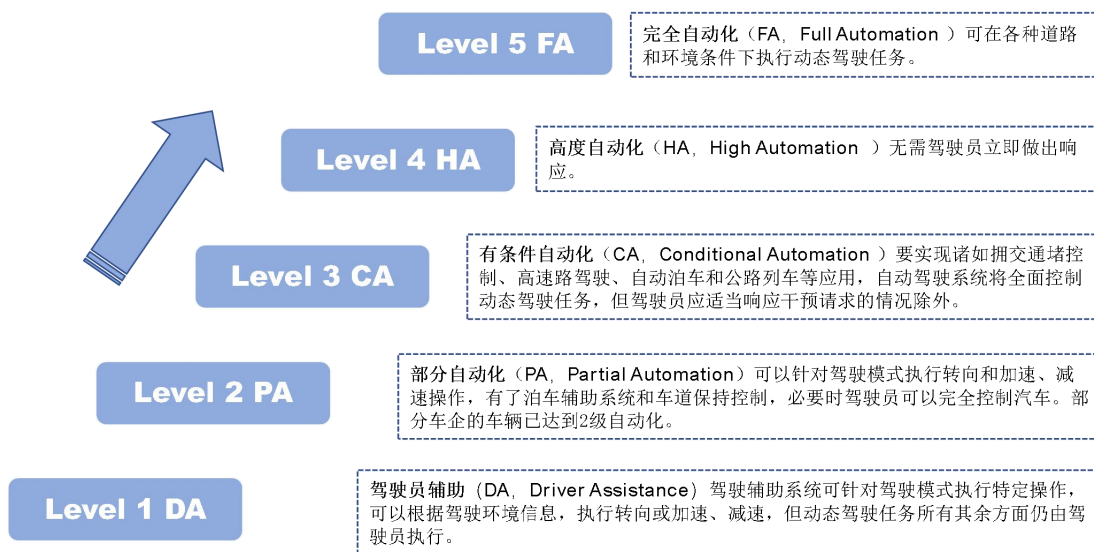 Level 5 FA
完全自动化（FA，Full Automation ）可在各种道路
和环境条件下执行动态驾驶任务。
Level 4 HA
高度自动化（HA，High Automation ）无需驾驶员立即做出响
应。
Level 3 CA
有条件自动化（CA，Conditional Automation ）要实现诸如拥交通堵控
制、高速路驾驶、自动泊车和公路列车等应用，自动驾驶系统将全面控制
动态驾驶任务，但驾驶员应适当响应干预请求的情况除外。
Level 2 PA
部分自动化（PA，Partial Automation）可以针对驾驶模式执行转向和加速、减
速操作，有了泊车辅助系统和车道保持控制，必要时驾驶员可以完全控制汽车。部
分车企的车辆已达到2级自动化。
Level 1 DA
驾驶员辅助（DA，Driver Assistance）驾驶辅助系统可针对驾驶模式执行特定操作，
可以根据驾驶环境信息，执行转向或加速、减速，但动态驾驶任务所有其余方面仍由驾
驶员执行。